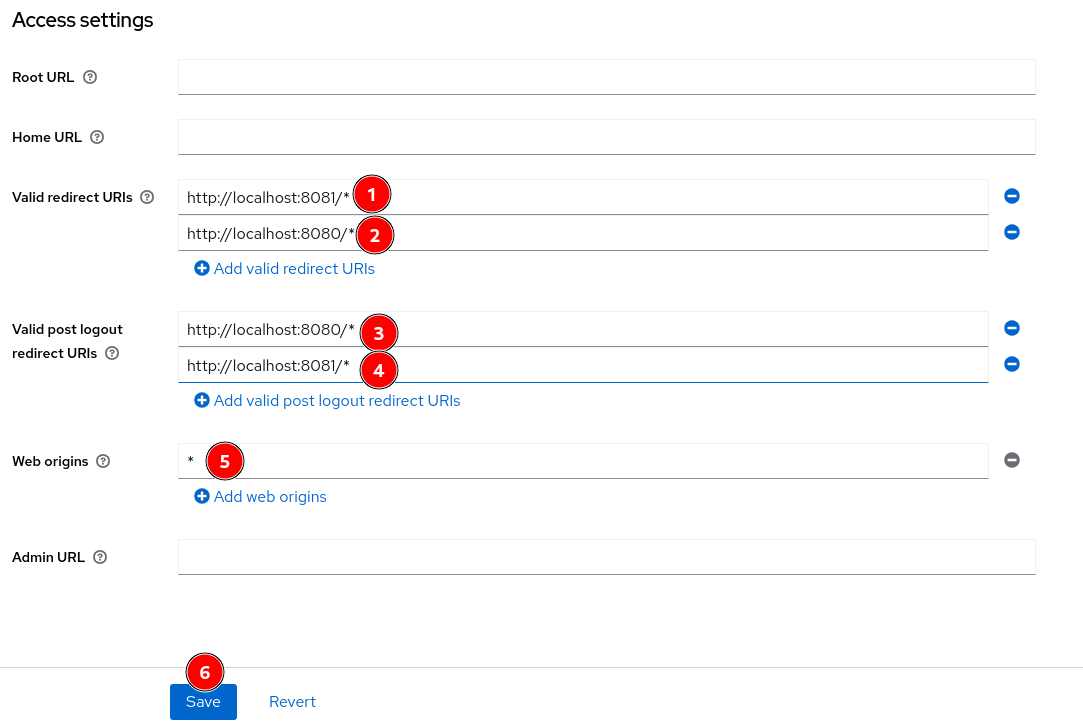 Access settings
Root URL
Home URL
Valid redirect URIs
http://localhost:8081/* 1
http://localhost:8080/* 2
Add valid redirect URIs
Valid post logout
redirect URIs
http://localhost:8080/* 3
http://localhost:8081/* 4
Add valid post logout redirect URIs
Web origins
* 5
Add web origins
Admin URL
6
Save Revert